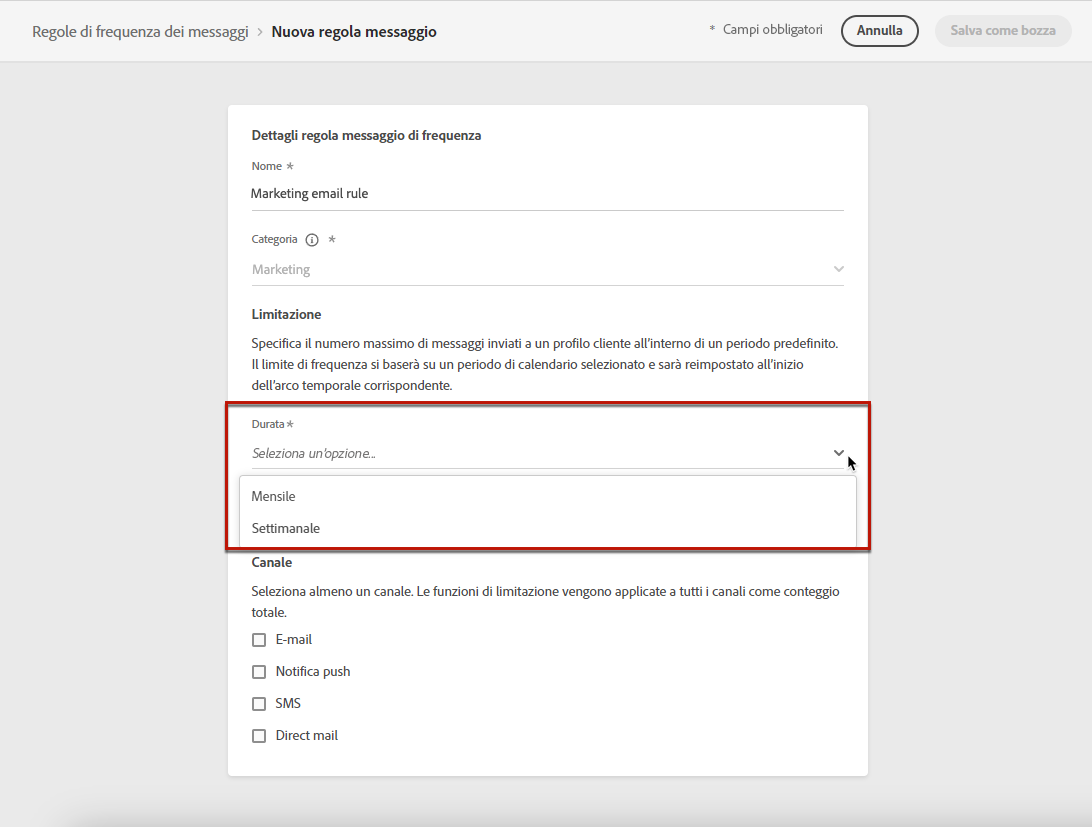 Regole di frequenza dei messaggi > Nuova regola messaggio
* Campi obbligatori
Annulla
Salva come bozza
Dettagli regola messaggio di frequenza
Nome *
Marketing email rule
Categoria *
Marketing
Limitazione
Specifica il numero massimo di messaggi inviati a un profilo cliente all'interno di un periodo predefinito.
Il limite di frequenza si baserà su un periodo di calendario selezionato e sarà reimpostato all'inizio
dell'arco temporale corrispondente.
Durata *
Seleziona un'opzione...
Mensile
Settimanale
Canale
Seleziona almeno un canale. Le funzioni di limitazione vengono applicate a tutti i canali come conteggio
totale.
E-mail
Notifica push
SMS
Direct mail